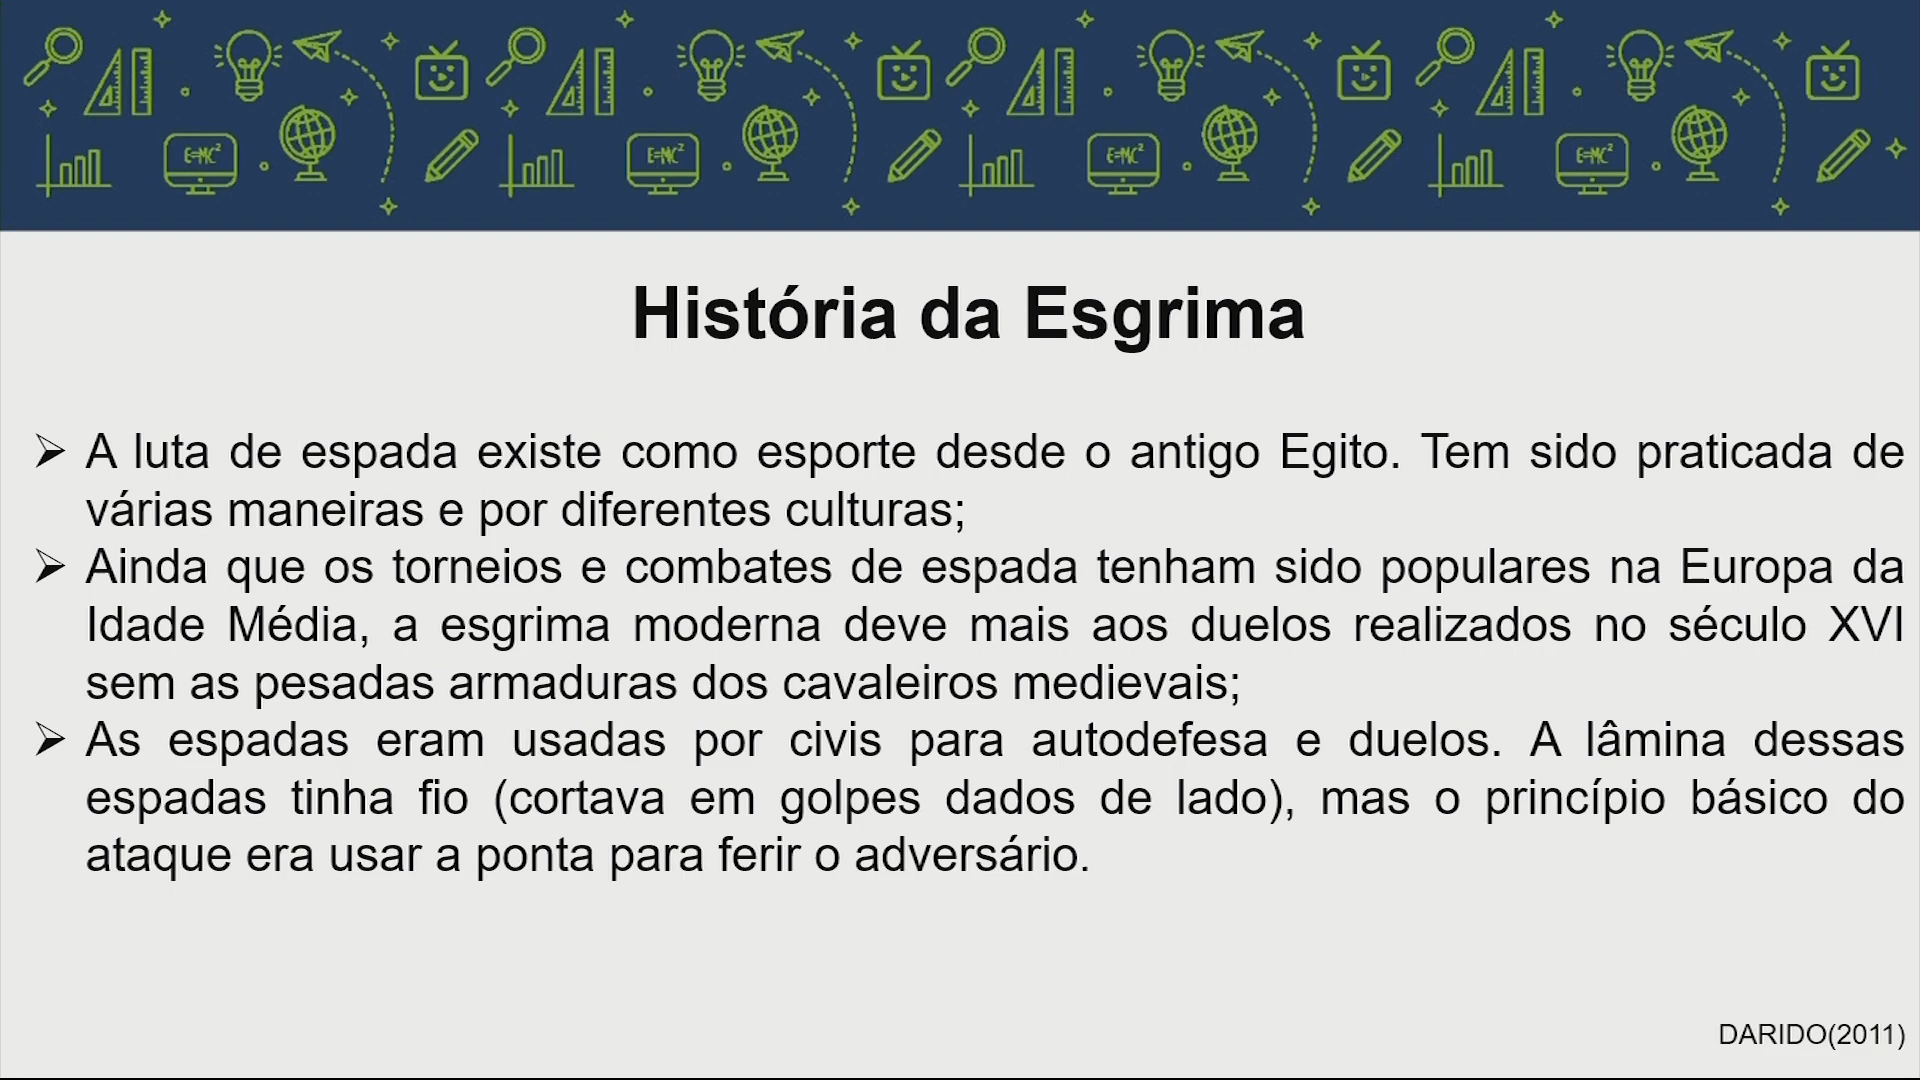 E=MC²
E=MC²
E=MC²
E=MC²
História da Esgrima
➢ A luta de espada existe como esporte desde o antigo Egito. Tem sido praticada de
várias maneiras e por diferentes culturas;
➢ Ainda que os torneios e combates de espada tenham sido populares na Europa da
Idade Média, a esgrima moderna deve mais aos duelos realizados no século XVI
sem as pesadas armaduras dos cavaleiros medievais;
➢ As espadas eram usadas por civis para autodefesa e duelos. A lâmina dessas
espadas tinha fio (cortava em golpes dados de lado), mas o princípio básico do
ataque era usar a ponta para ferir o adversário.
DARIDO(2011)